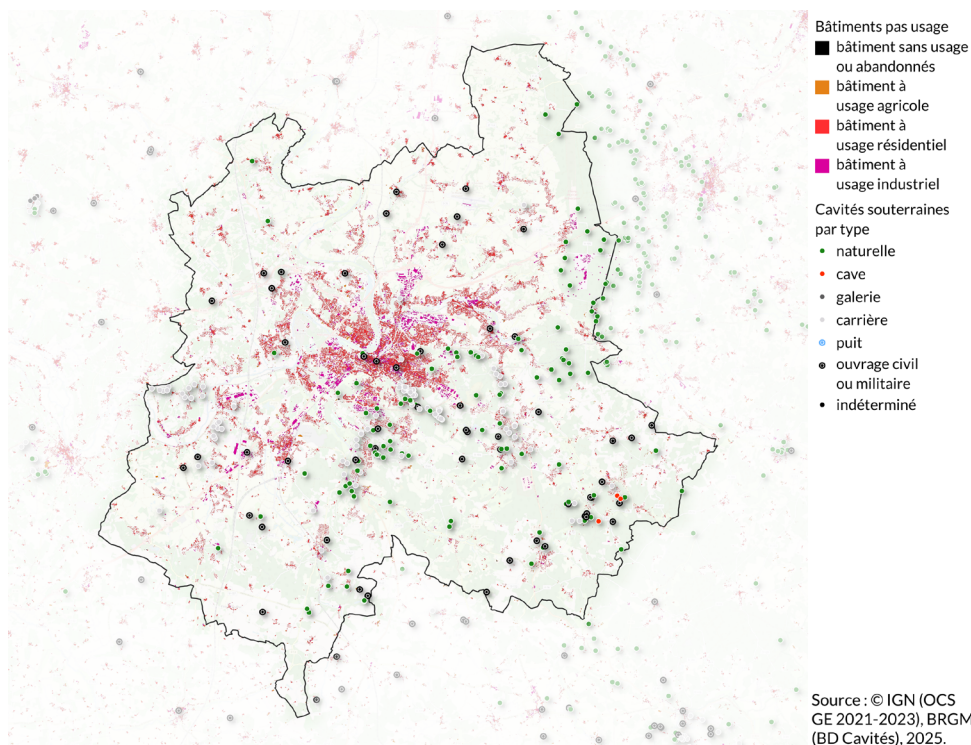 Bâtiments pas usage
bâtiment sans usage
ou abandonnés
bâtiment à
usage agricole
bâtiment à
usage résidentiel
bâtiment à
usage industriel
Cavités souterraines
par type
naturelle
cave
galerie
carrière
puit
ouvrage civil
ou militaire
indéterminé
Source : © IGN (OCS
GE 2021-2023), BRGM
(BD Cavités), 2025.